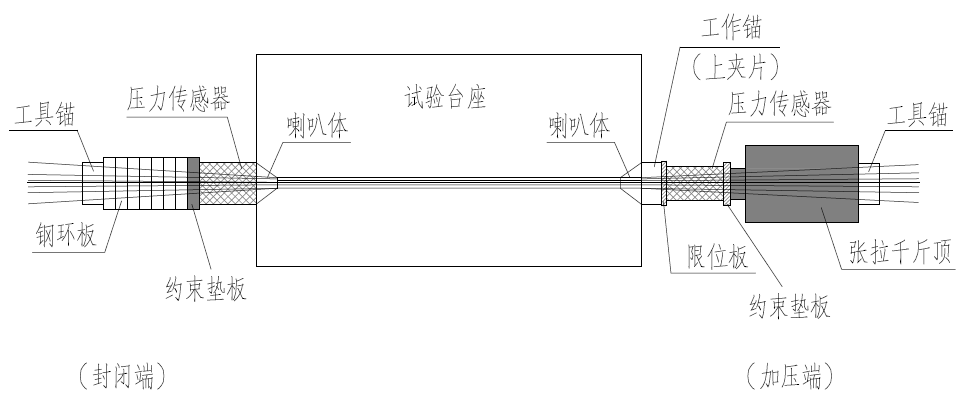 工作锚
（上夹片）
压力传感器
试验台座
压力传感器
工具锚
喇叭体
喇叭体
工具锚
钢环板
限位板
张拉千斤顶
约束垫板
约束垫板
（封闭端）
（加压端）